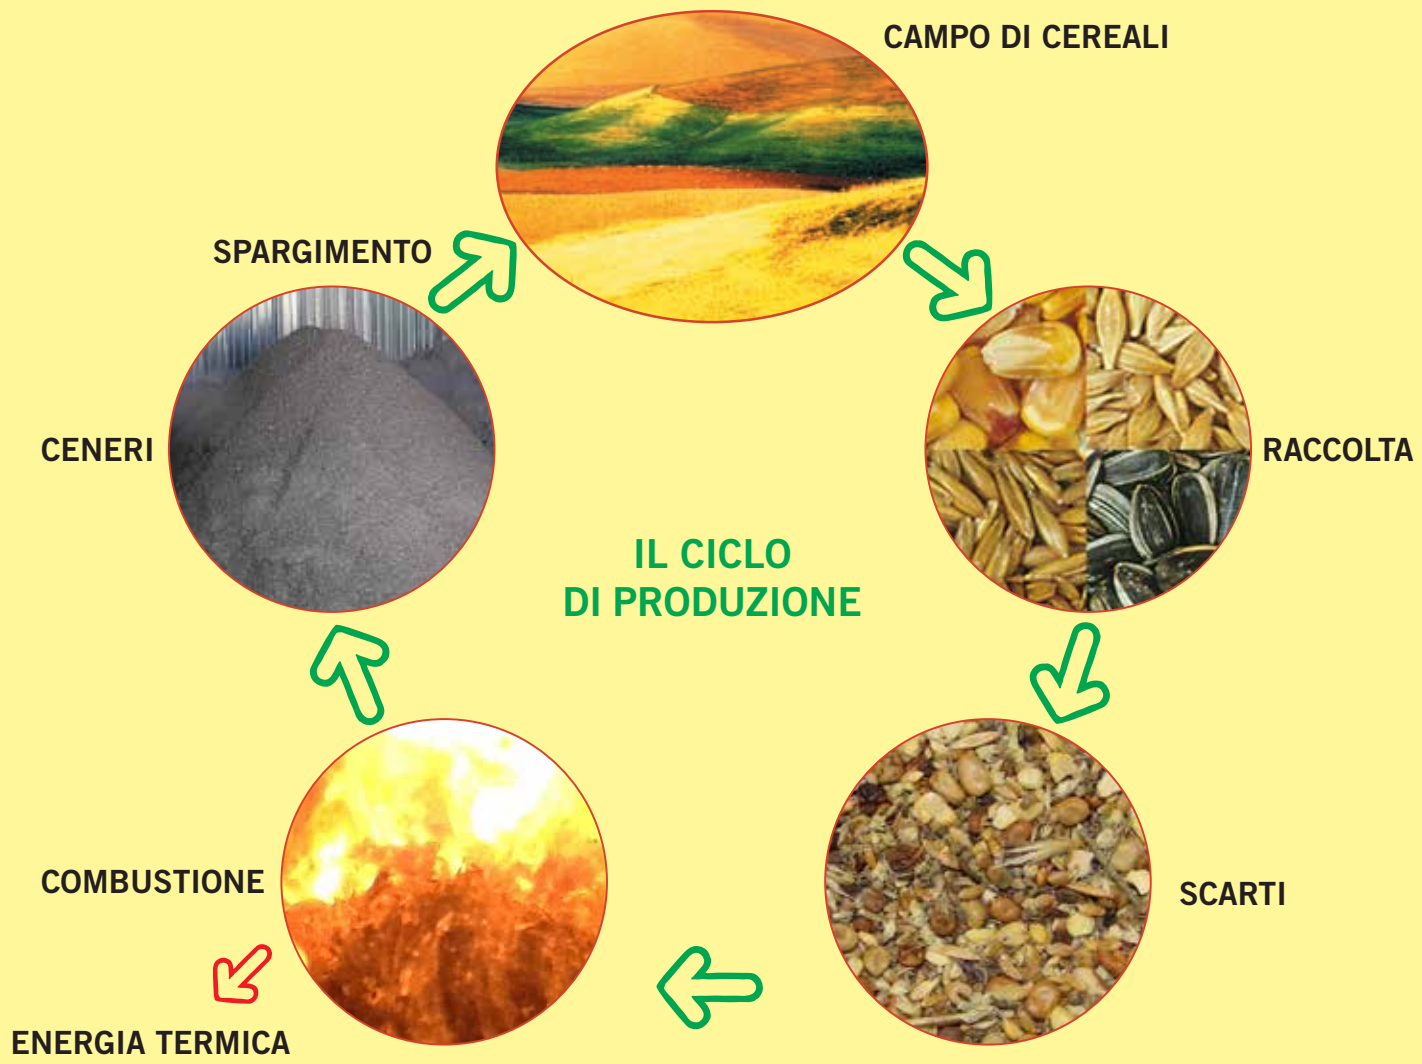 CAMPO DI CEREALI
SPARGIMENTO
CENERI
RACCOLTA
IL CICLO
DI PRODUZIONE
COMBUSTIONE
SCARTI
ENERGIA TERMICA